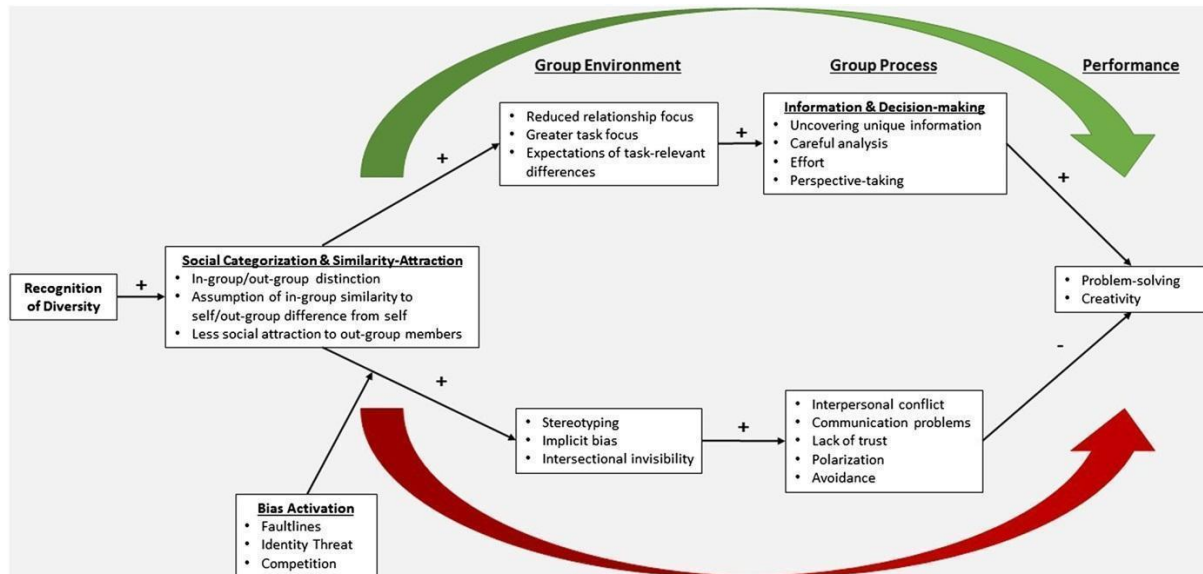 Group Environment
Group Process
Performance
• Reduced relationship focus
• Greater task focus
• Expectations of task-relevant
differences
+
Information & Decision-making
• Uncovering unique information
• Careful analysis
• Effort
• Perspective-taking
+
+
Recognition
of Diversity
+
Social Categorization & Similarity-Attraction
• In-group/out-group distinction
• Assumption of in-group similarity to
self/out-group difference from self
• Less social attraction to out-group members
• Problem-solving
• Creativity
+
-
• Stereotyping
• Implicit bias
• Intersectional invisibility
+
• Interpersonal conflict
• Communication problems
• Lack of trust
• Polarization
• Avoidance
Bias Activation
• Faultlines
• Identity Threat
• Competition